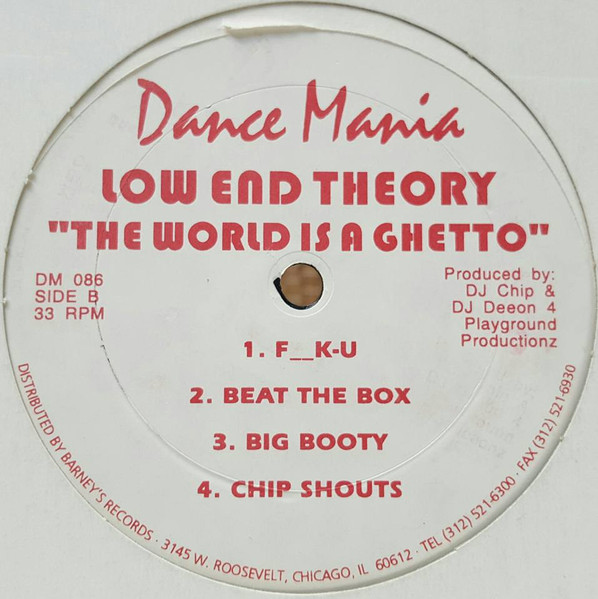 Dance Mania
LOW END THEORY
"THE WORLD IS A GHETTO"
DM 086
SIDE B
33 RPM
Produced by:
DJ Chip &
DJ Deeon 4
Playground
Productionz
1. F__K-U
2. BEAT THE BOX
3. BIG BOOTY
4. CHIP SHOUTS
DISTRIBUTED BY BARNEY'S RECORDS · 3145 W. ROOSEVELT, CHICAGO, IL 60612 · TEL (312) 521-6300 · FAX (312) 521-6930